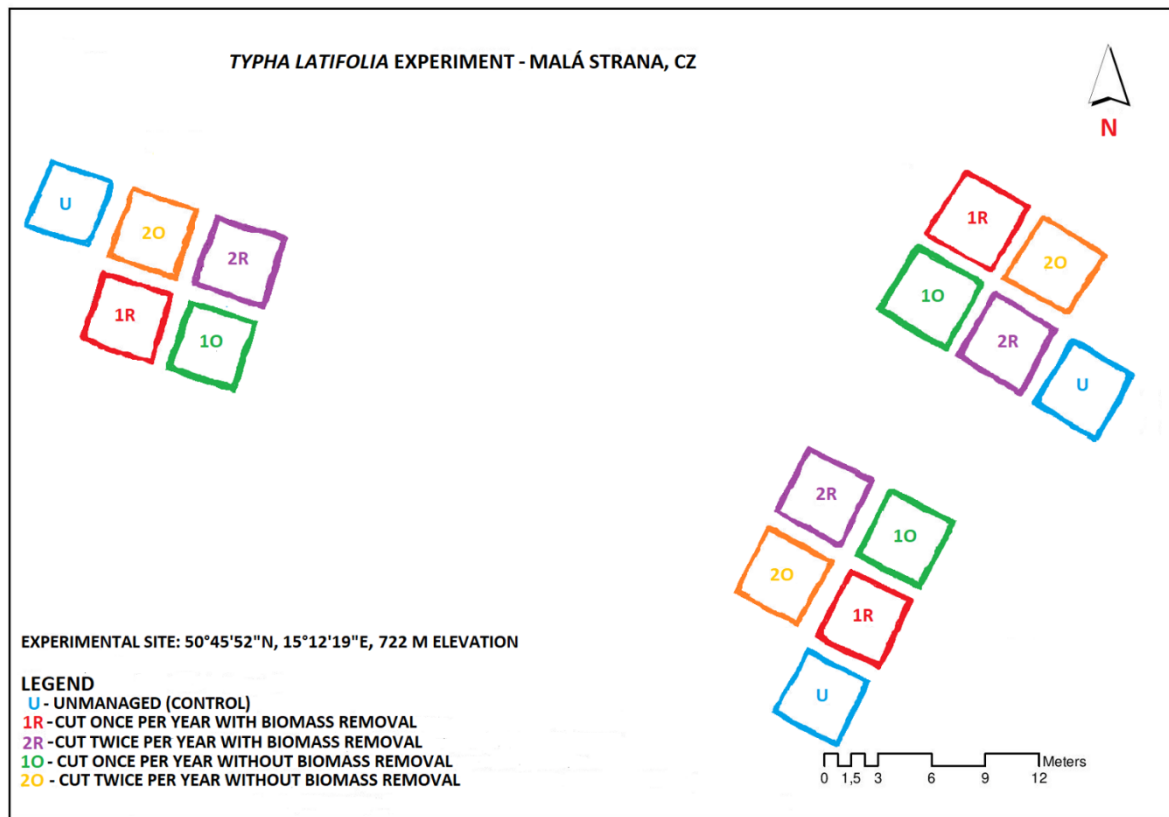 TYPHA LATIFOLIA EXPERIMENT - MALÁ STRANA, CZ
N
U
2O
2R
1R
1O
1R
2O
1O
2R
U
2R
1O
2O
1R
U
EXPERIMENTAL SITE: 50°45'52"N, 15°12'19"E, 722 M ELEVATION
LEGEND
U - UNMANAGED (CONTROL)
1R - CUT ONCE PER YEAR WITH BIOMASS REMOVAL
2R - CUT TWICE PER YEAR WITH BIOMASS REMOVAL
1O - CUT ONCE PER YEAR WITHOUT BIOMASS REMOVAL
2O - CUT TWICE PER YEAR WITHOUT BIOMASS REMOVAL
Meters
0 1,5 3 6 9 12